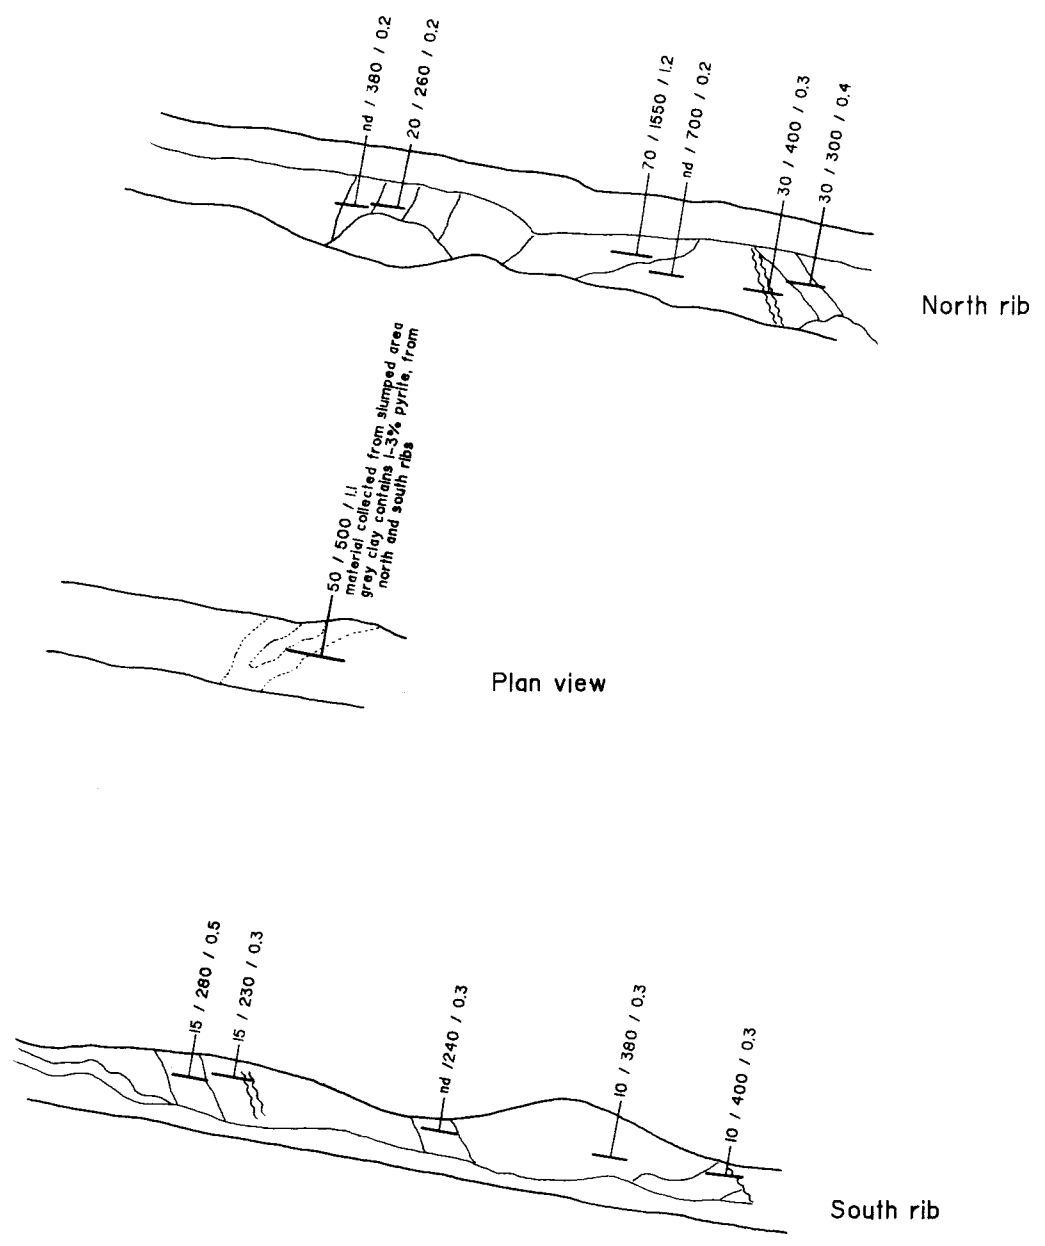 nd / 380 / 0.2
20 / 260 / 0.2
70 / 1550 / 1.2
nd / 700 / 0.2
30 / 400 / 0.3
30 / 300 / 0.4
North rib
50 / 500 / 1.1
material collected from slumped area
grey clay contains 1-3% pyrite, from
north and south ribs
Plan view
15 / 280 / 0.5
15 / 230 / 0.3
nd /240 / 0.3
10 / 380 / 0.3
10 / 400 / 0.3
South rib